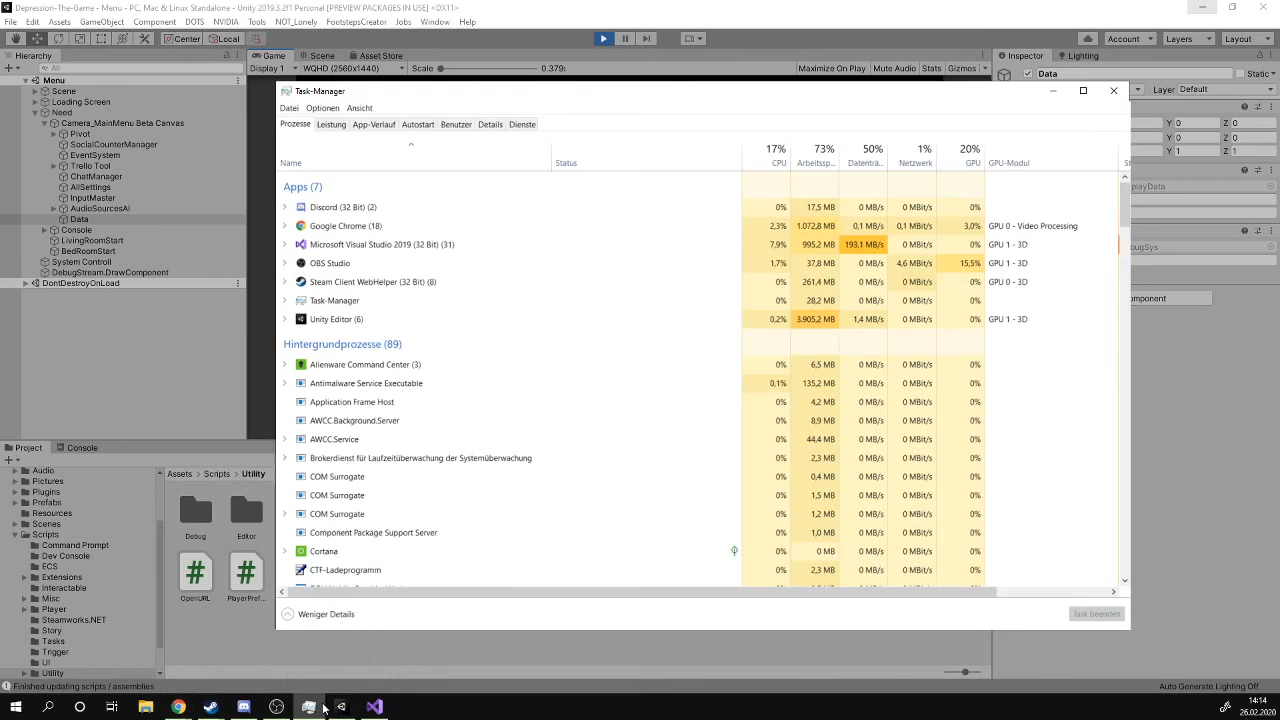 Depression-The-Game - Menu - PC, Mac & Linux Standalone - Unity 2019.3.2f1 Personal [PREVIEW PACKAGES IN USE] <DX11>
File Edit Assets GameObject Component DOTS NVIDIA Tools NOT_Lonely FootstepsCreator Jobs Window Help
Center Local Account Layers Layout
Hierarchy Game Scene Asset Store Inspector Lighting
All Display 1 WQHD (2560x1440) Scale 0.379: Maximize On Play Mute Audio Stats Gizmos Data Static
Menu
Scene
Loading Screen
Need
Camera_MainMenu Beta Canvas
Pivot
SocialCounterManager
EventSystem
Trello Tool
ChatManager
AllSettings
InputMaster
AudioSourcesAI
Data
Console
LivingRoomStart
BedRoomStart
System Controll
DebugStream.DrawComponent
DontDestroyOnLoad
Layer Default
Y 0 Z 0
Y 0 Z 0
Y 1 Z 1
Task-Manager
Datei Optionen Ansicht
Prozesse Leistung App-Verlauf Autostart Benutzer Details Dienste
17% 73% 50% 1% 20%
Name Status CPU Arbeitssp... Datenträ... Netzwerk GPU GPU-Modul St
Apps (7)
Discord (32 Bit) (2) 0% 17,5 MB 0 MB/s 0 MBit/s 0%
Google Chrome (18) 2,3% 1.072,8 MB 0,1 MB/s 0,1 MBit/s 3,0% GPU 0 - Video Processing
Microsoft Visual Studio 2019 (32 Bit) (31) 7,9% 995,2 MB 193,1 MB/s 0 MBit/s 0% GPU 1 - 3D
OBS Studio 1,7% 37,8 MB 0 MB/s 4,6 MBit/s 15,5% GPU 1 - 3D
Steam Client WebHelper (32 Bit) (8) 0% 261,4 MB 0 MB/s 0 MBit/s 0% GPU 0 - 3D
Task-Manager 0% 28,2 MB 0 MB/s 0 MBit/s 0%
Unity Editor (6) 0,2% 3.905,2 MB 1,4 MB/s 0 MBit/s 0% GPU 1 - 3D
Hintergrundprozesse (89)
Alienware Command Center (3) 0% 6,5 MB 0 MB/s 0 MBit/s 0%
Antimalware Service Executable 0,1% 135,2 MB 0 MB/s 0 MBit/s 0%
Application Frame Host 0% 4,2 MB 0 MB/s 0 MBit/s 0%
AWCC.Background.Server 0% 8,9 MB 0 MB/s 0 MBit/s 0%
AWCC.Service 0% 44,4 MB 0 MB/s 0 MBit/s 0%
Brokerdienst für Laufzeitüberwachung der Systemüberwachung 0% 2,3 MB 0 MB/s 0 MBit/s 0%
COM Surrogate 0% 0,4 MB 0 MB/s 0 MBit/s 0%
COM Surrogate 0% 1,5 MB 0 MB/s 0 MBit/s 0%
COM Surrogate 0% 1,2 MB 0 MB/s 0 MBit/s 0%
Component Package Support Server 0% 1,0 MB 0 MB/s 0 MBit/s 0%
Cortana 0% 0 MB 0 MB/s 0 MBit/s 0%
CTF-Ladeprogramm 0% 2,3 MB 0 MB/s 0 MBit/s 0%
Weniger Details Task beenden
playData
ugSys
mponent
Project Console
Audio
Pictures
Plugins
Prefabs
Resources
Scenes
Scripts
Command Prompt
Dev Console
ECS
Extensions
Interactable
Misc
Player
Steamworks.NET
Story
Tasks
Trigger
UI
Utility
Assets Scripts Utility
Debug Editor
OpenURL PlayerPref...
Finished updating scripts / assemblies Auto Generate Lighting Off
14:14
26.02.2020